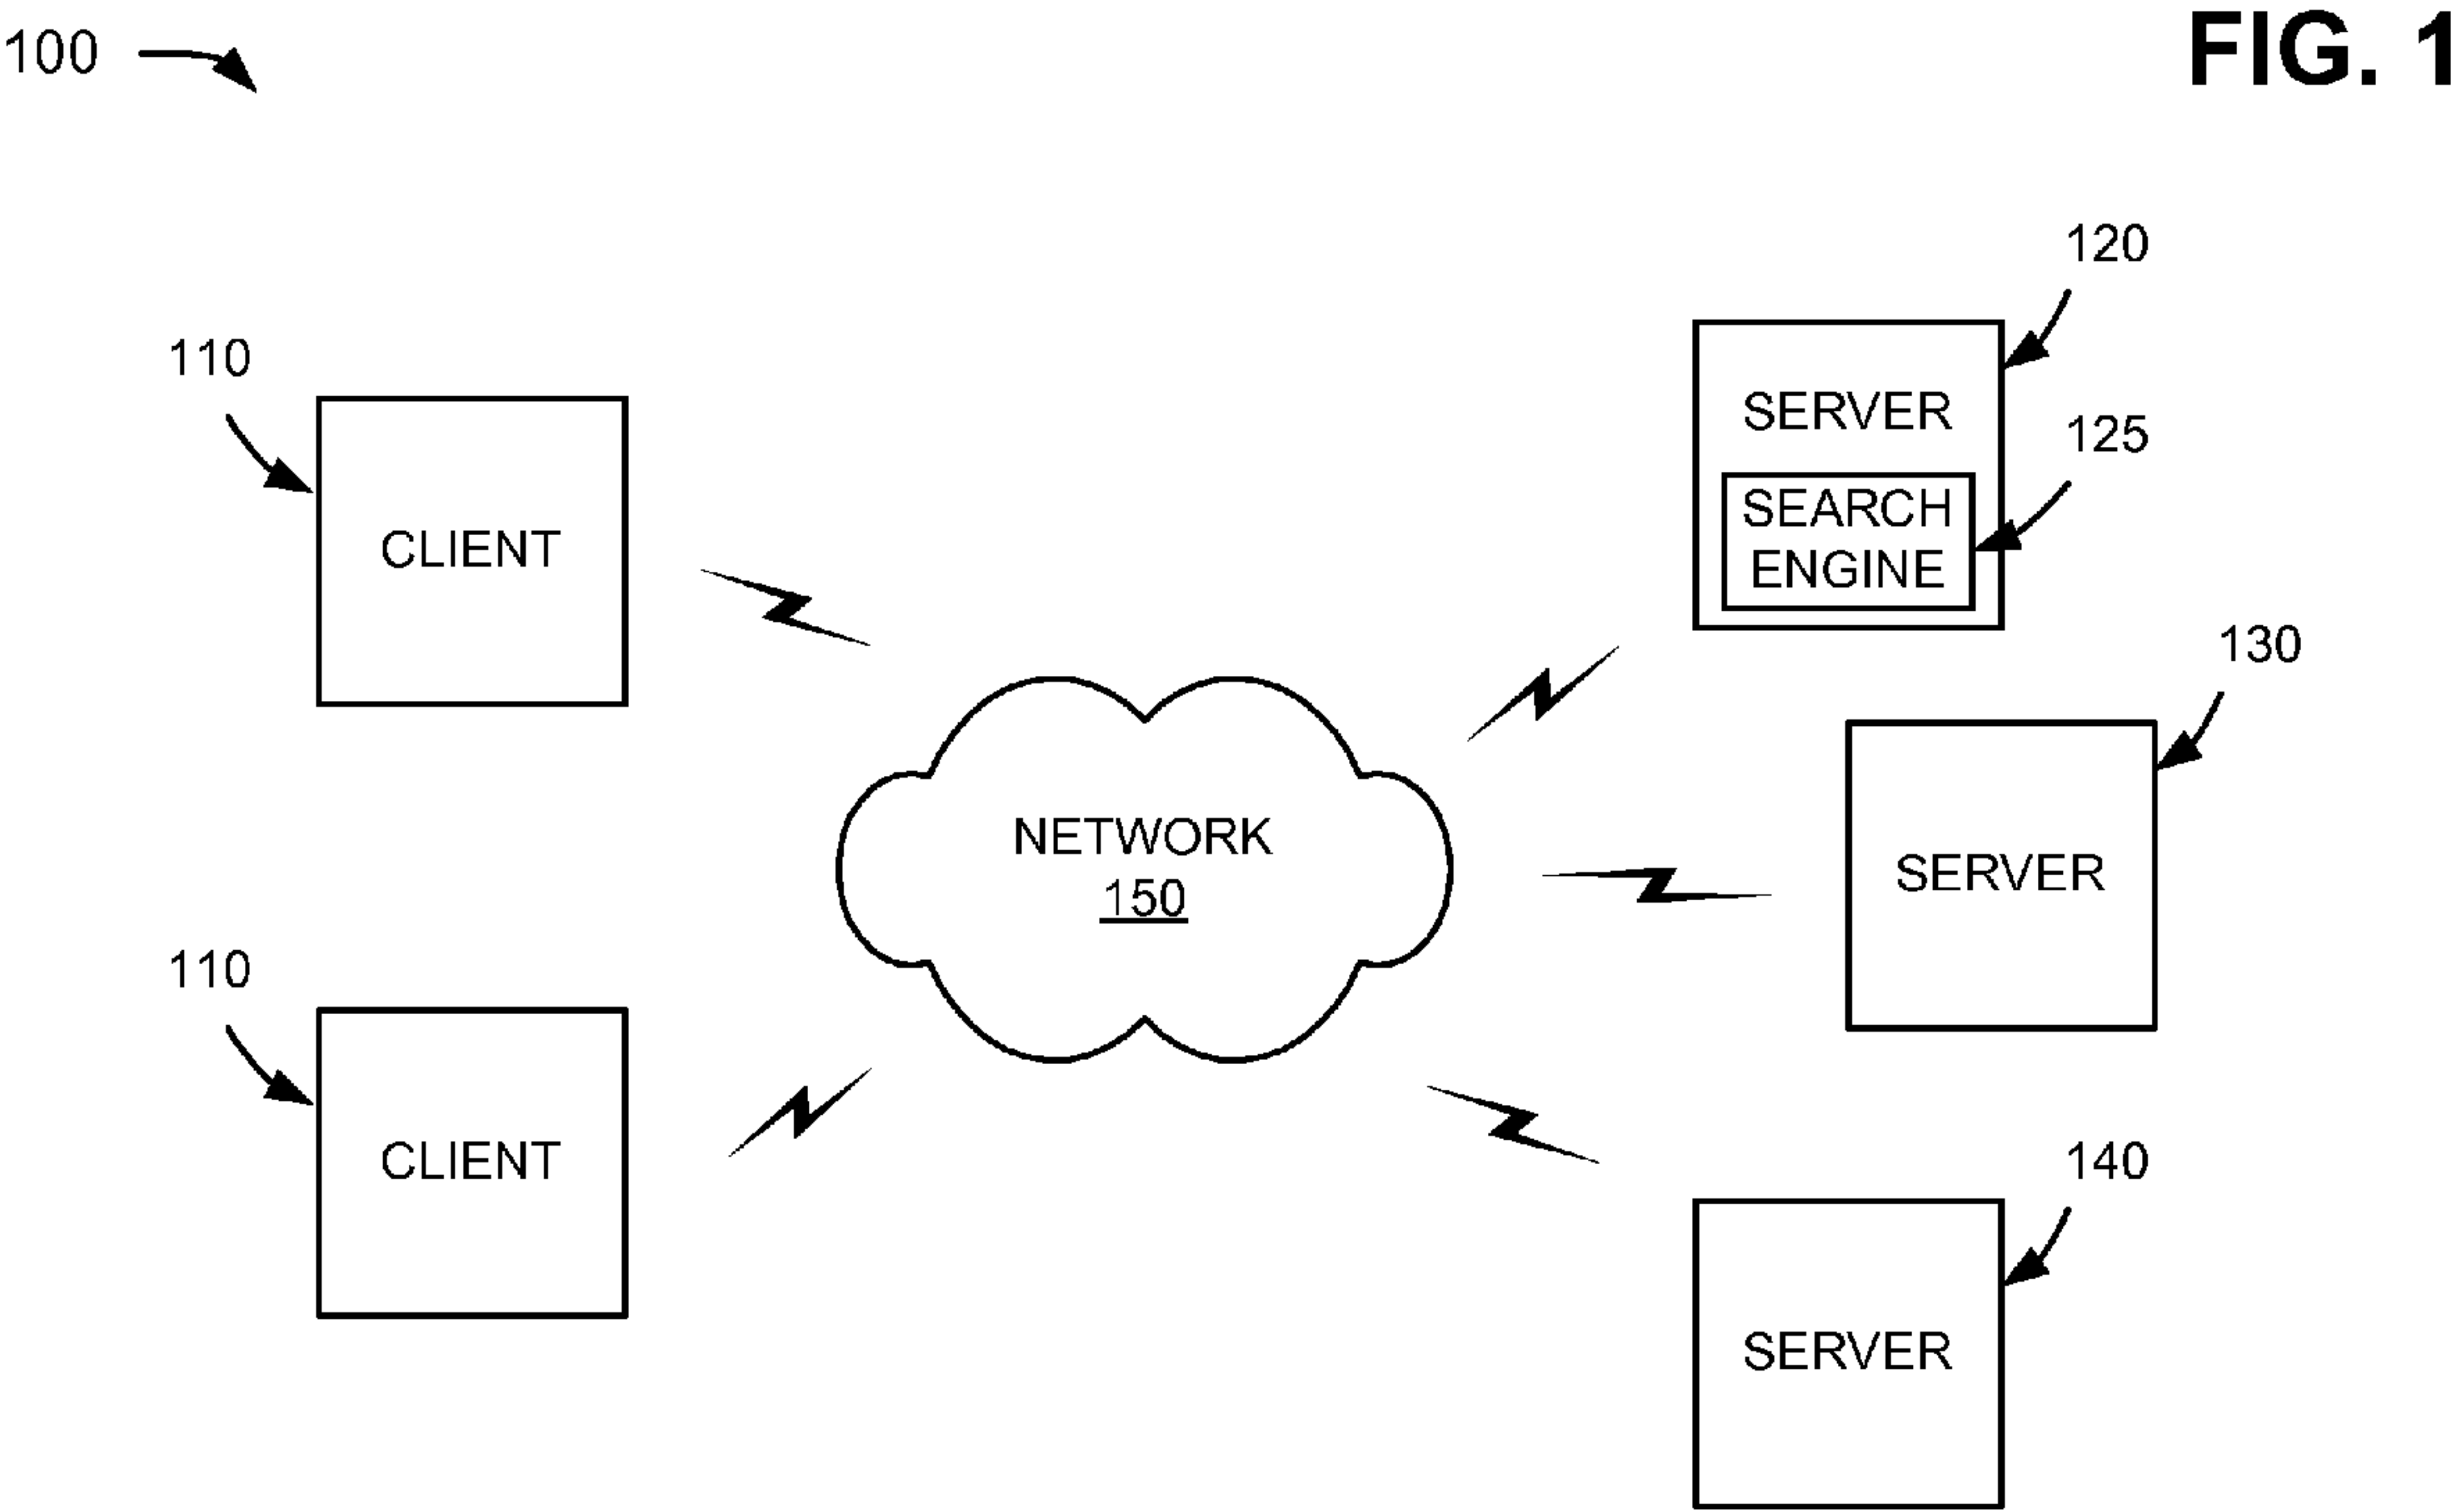 100
FIG. 1
120
110
SERVER
125
SEARCH
ENGINE
CLIENT
130
NETWORK
150
SERVER
110
CLIENT
140
SERVER